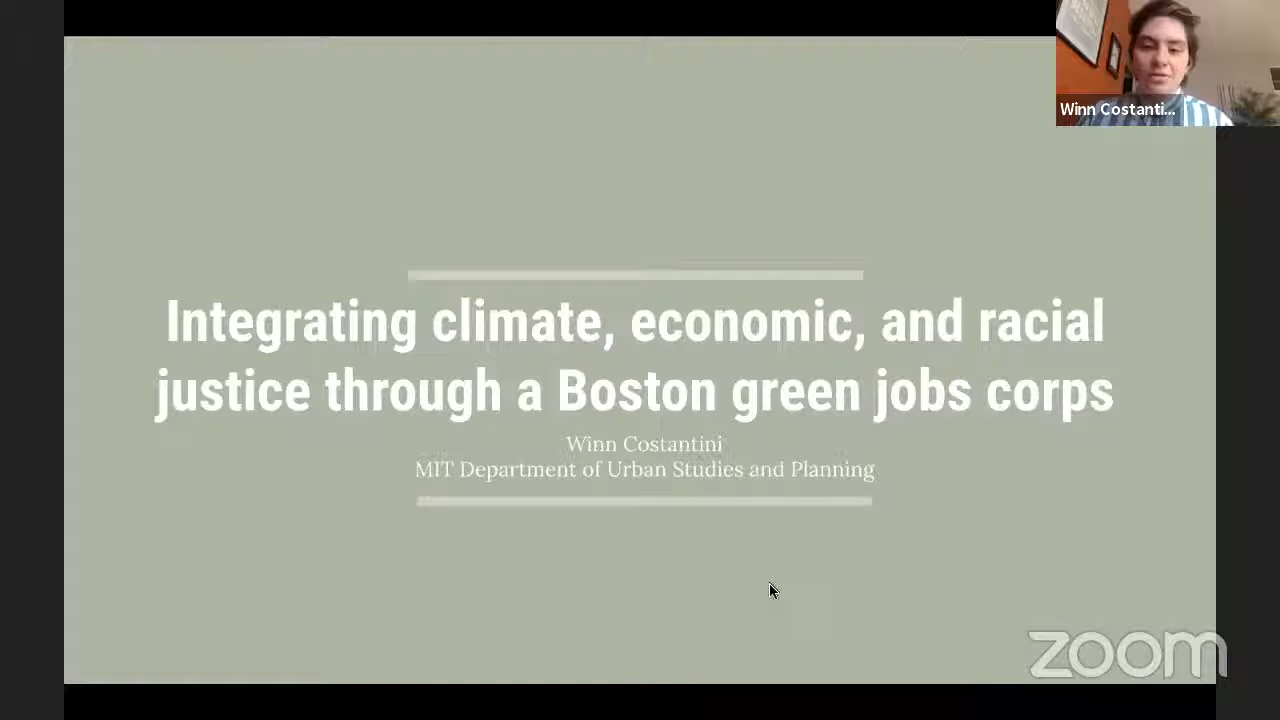 Winn Costanti...
Integrating climate, economic, and racial
justice through a Boston green jobs corps
Winn Costantini
MIT Department of Urban Studies and Planning
zoom